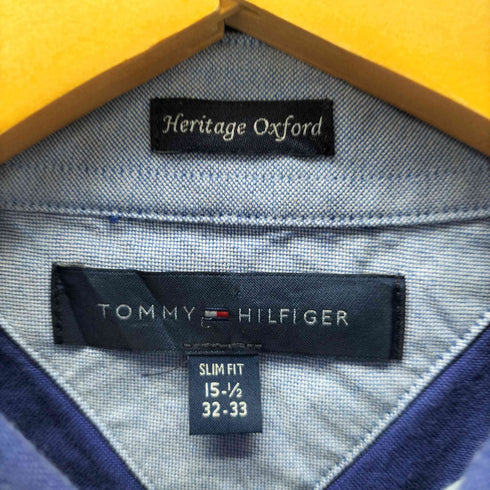 Heritage Oxford
TOMMY HILFIGER
SLIM FIT
15-½
32-33